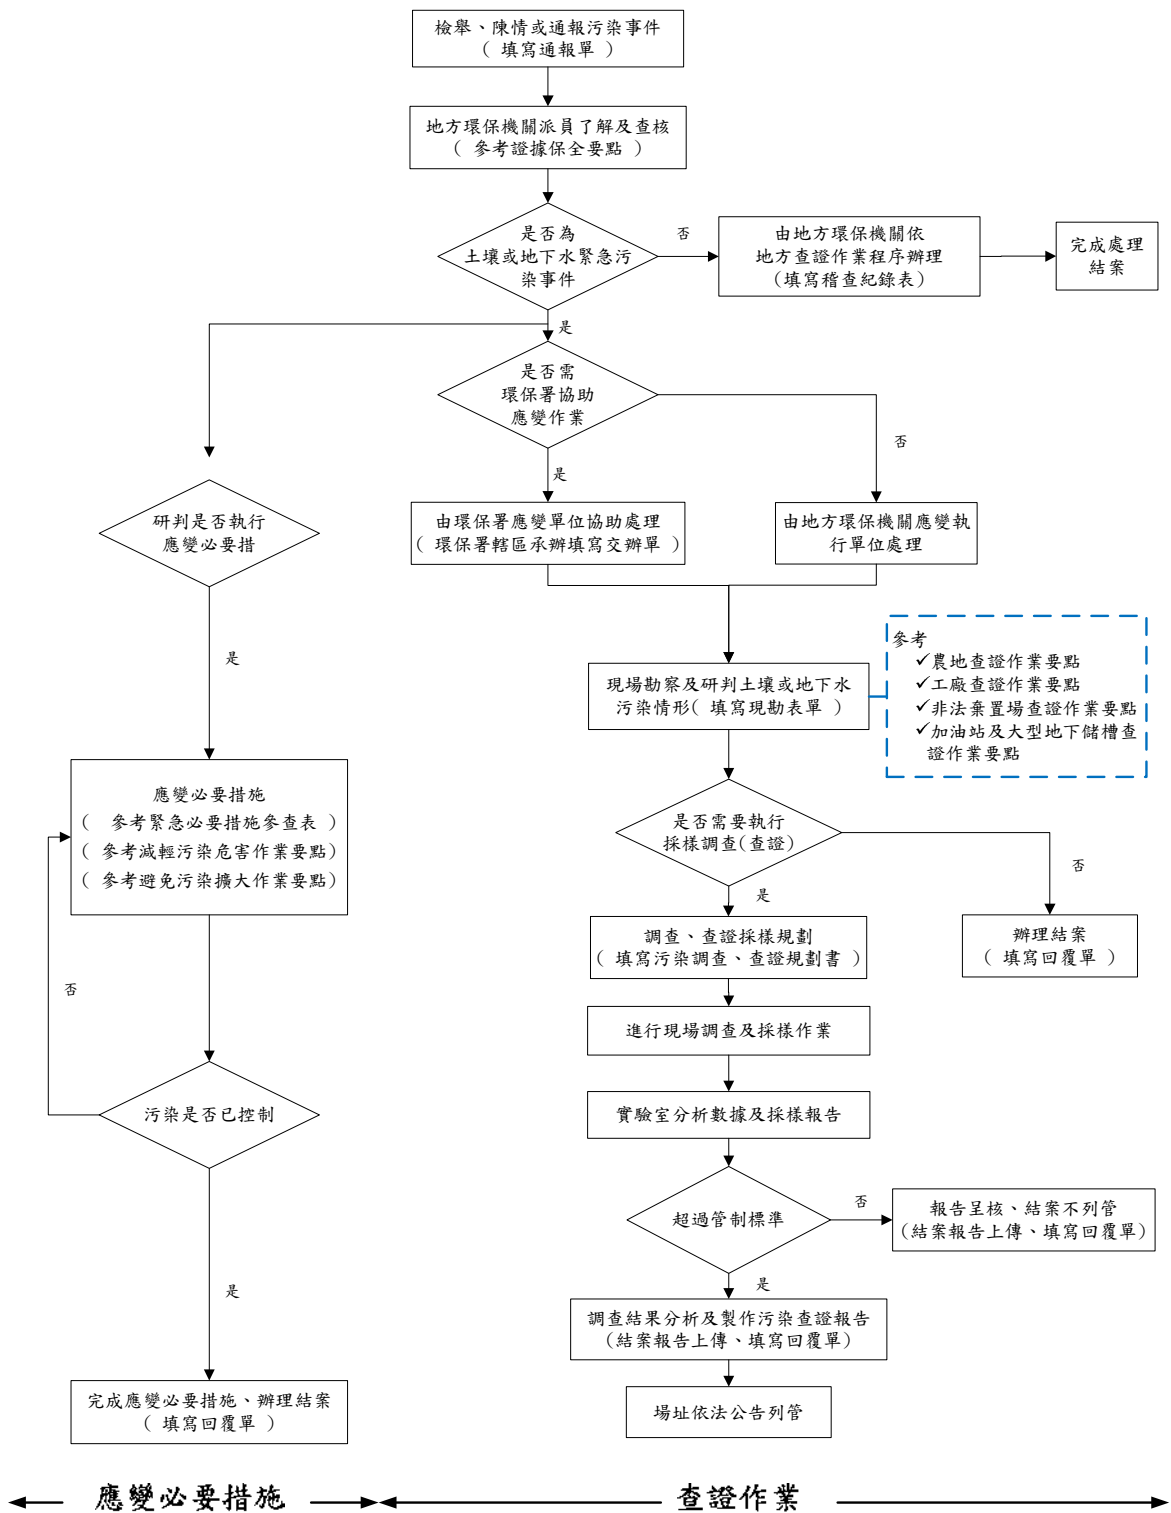 檢舉、陳情或通報污染事件
( 填寫通報單 )
地方環保機關派員了解及查核
( 參考證據保全要點 )
是否為
土壤或地下水緊急污
染事件
否
由地方環保機關依
地方查證作業程序辦理
(填寫稽查紀錄表)
完成處理
結案
是
是否需
環保署協助
應變作業
否
是
研判是否執行
應變必要措
由環保署應變單位協助處理
( 環保署轄區承辦填寫交辦單 )
由地方環保機關應變執
行單位處理
是
參考
✓農地查證作業要點
✓工廠查證作業要點
✓非法棄置場查證作業要點
✓加油站及大型地下儲槽查
證作業要點
現場勘察及研判土壤或地下水
污染情形( 填寫現勘表單 )
應變必要措施
( 參考緊急必要措施參查表 )
( 參考減輕污染危害作業要點)
( 參考避免污染擴大作業要點)
是否需要執行
採樣調查(查證)
否
是
調查、查證採樣規劃
( 填寫污染調查、查證規劃書 )
辦理結案
( 填寫回覆單 )
否
進行現場調查及採樣作業
污染是否已控制
實驗室分析數據及採樣報告
超過管制標準
否
報告呈核、結案不列管
(結案報告上傳、填寫回覆單)
是
是
調查結果分析及製作污染查證報告
(結案報告上傳、填寫回覆單)
完成應變必要措施、辦理結案
( 填寫回覆單 )
場址依法公告列管
應變必要措施
查證作業